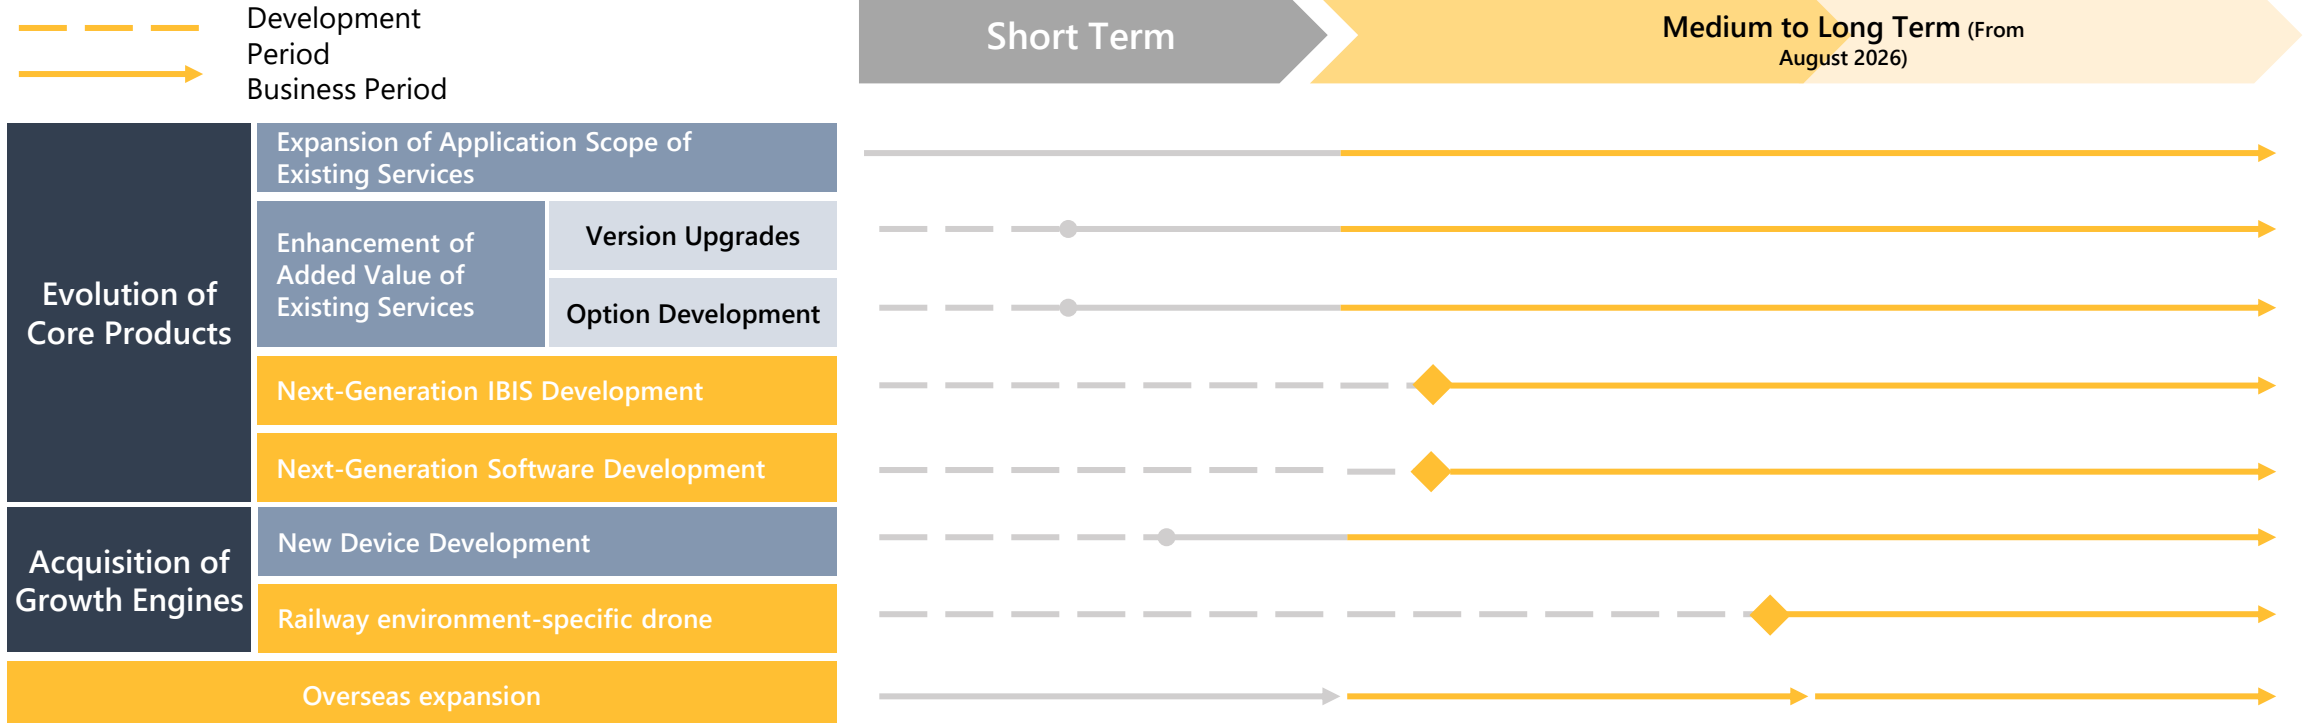 Development
Period
Business Period
Short Term
Medium to Long Term (From
August 2026)
Evolution of
Core Products
Expansion of Application Scope of
Existing Services
Enhancement of
Added Value of
Existing Services
Version Upgrades
Option Development
Next-Generation IBIS Development
Next-Generation Software Development
Acquisition of
Growth Engines
New Device Development
Railway environment-specific drone
Overseas expansion